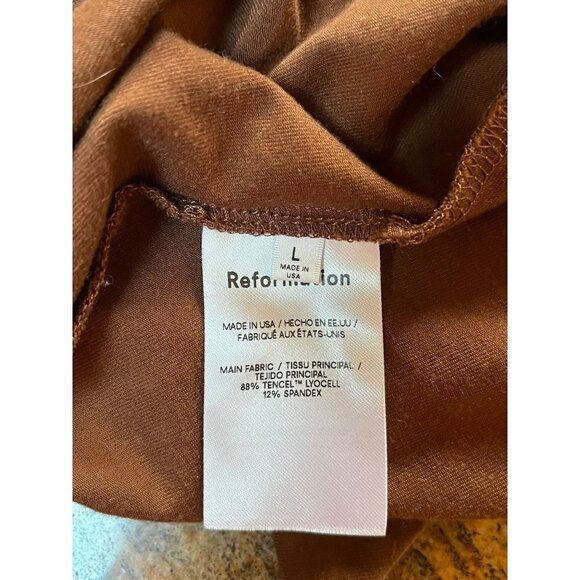 L
MADE IN
USA
Reformation
MADE IN USA / HECHO EN EE.UU /
FABRIQUÉ AUX ÉTATS-UNIS
MAIN FABRIC / TISSU PRINCIPAL /
TEJIDO PRINCIPAL
88% TENCEL™ LYOCELL
12% SPANDEX